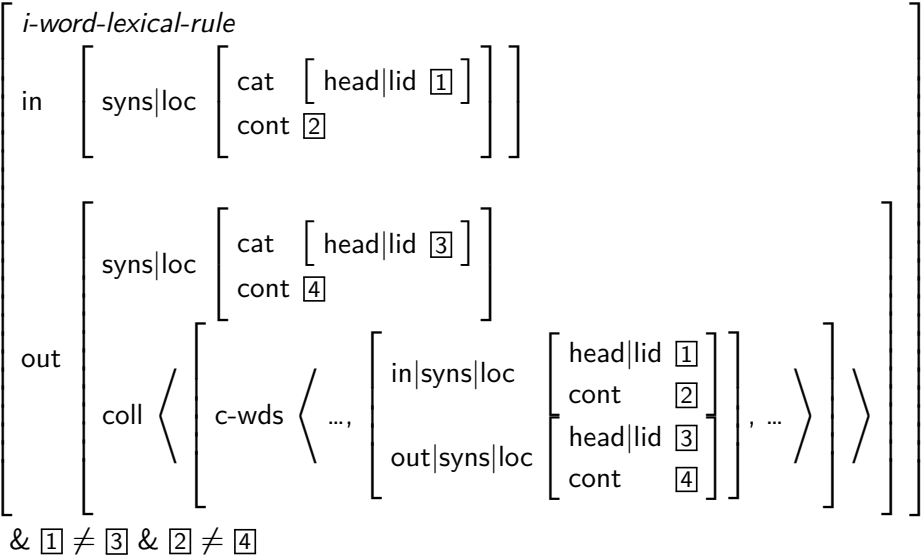 i-word-lexical-rule
in [ syns|loc [ cat [ head|lid 1 ]
cont 2 ] ]
out [ syns|loc [ cat [ head|lid 3 ]
cont 4 ]
coll ⟨ [ c-wds ⟨ ..., [ in|syns|loc [ head|lid 1
cont 2 ]
out|syns|loc [ head|lid 3
cont 4 ] ] , ... ⟩ ] ⟩ ]
& 1 ≠ 3 & 2 ≠ 4